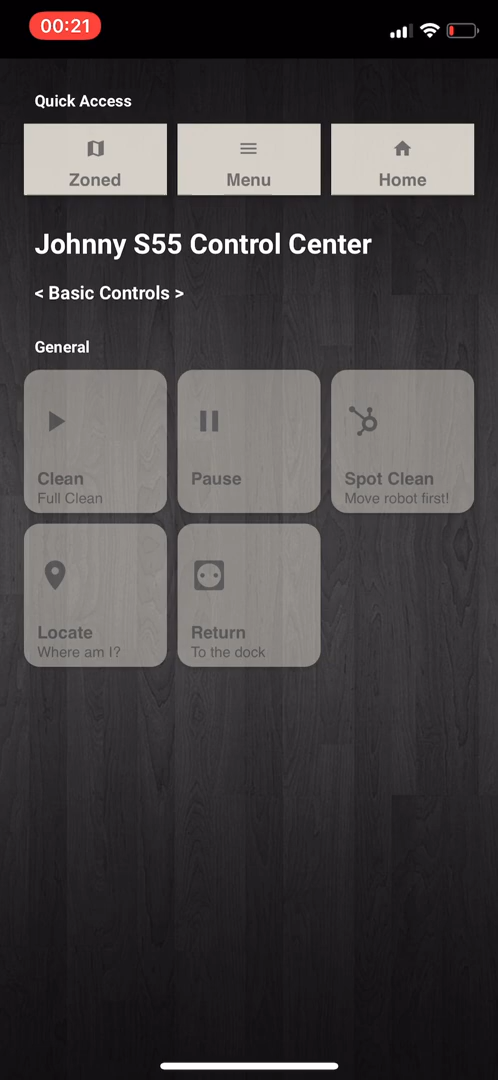 00:21
Quick Access
Zoned
Menu
Home
Johnny S55 Control Center
< Basic Controls >
General
Clean
Full Clean
Pause
Spot Clean
Move robot first!
Locate
Where am I?
Return
To the dock